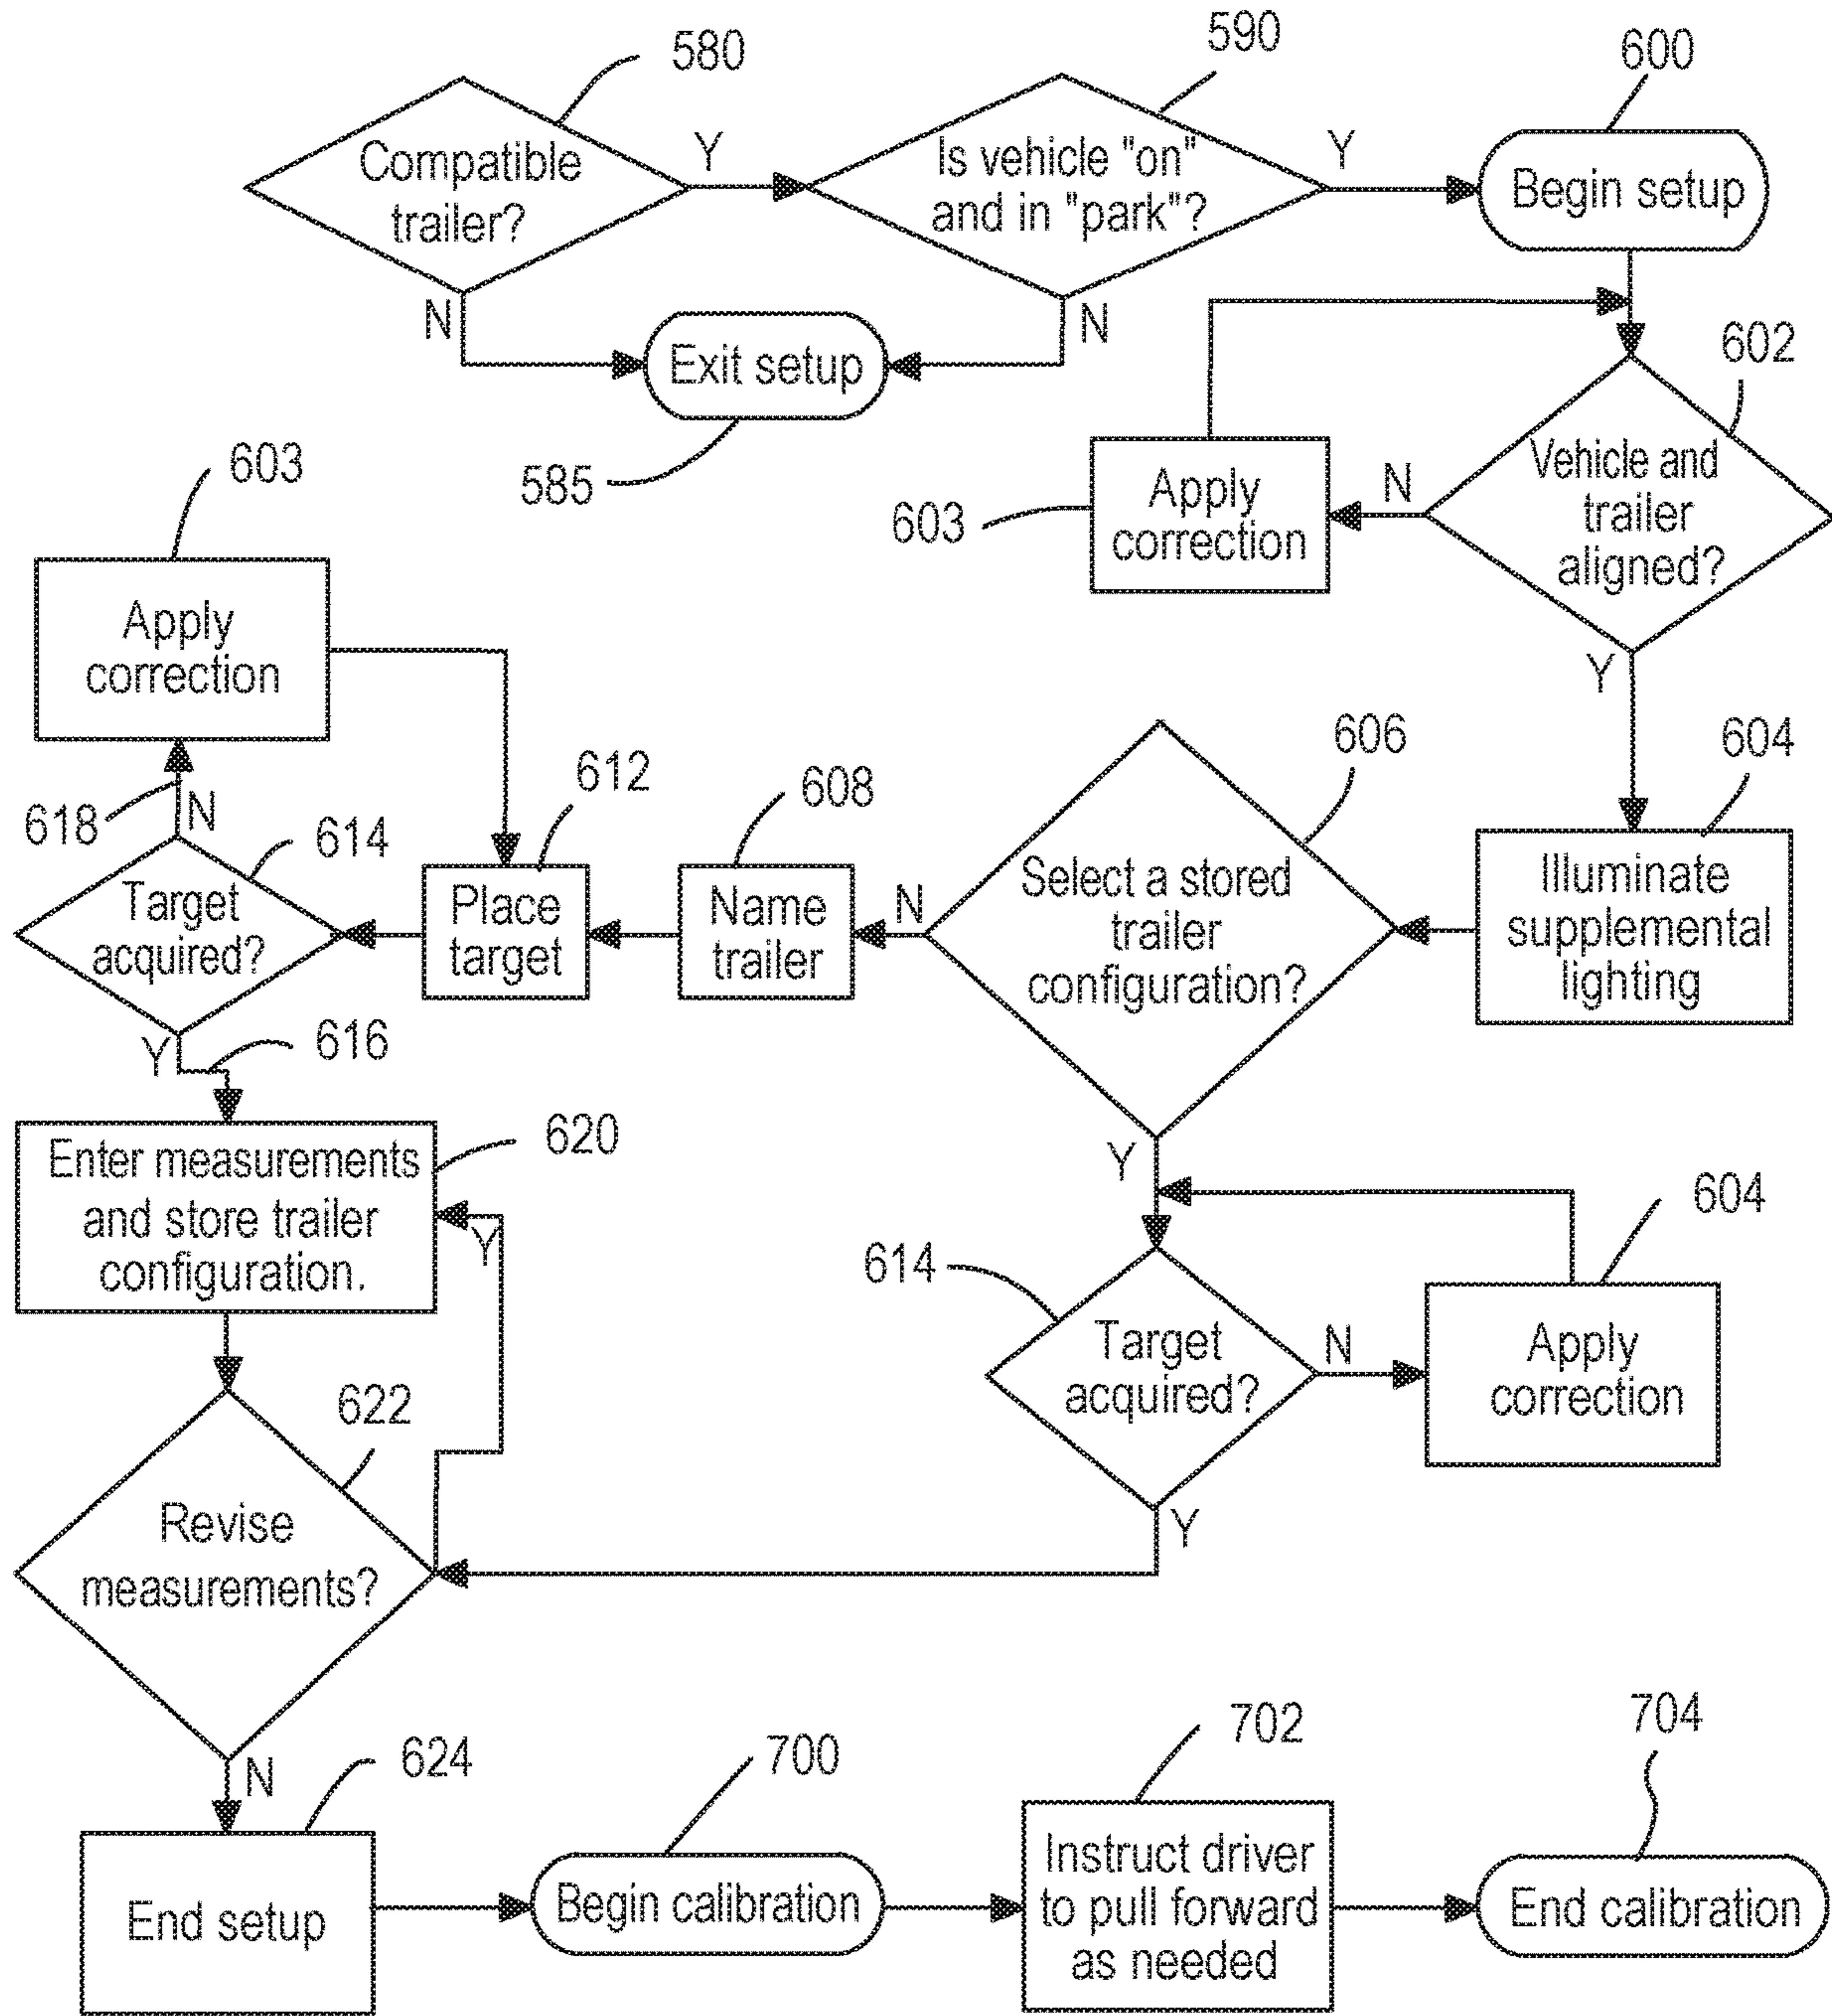 580
590
600
Compatible
trailer?
Y
Is vehicle "on"
and in "park"?
Y
Begin setup
N
N
Exit setup
585
602
Vehicle and
trailer
aligned?
N
Apply
correction
603
Y
603
Apply
correction
618
N
614
Target
acquired?
612
Place
target
608
Name
trailer
N
606
Select a stored
trailer
configuration?
604
Illuminate
supplemental
lighting
Y
616
620
Enter measurements
and store trailer
configuration.
Y
Y
614
Target
acquired?
N
604
Apply
correction
Y
622
Revise
measurements?
N
624
End setup
700
Begin calibration
702
Instruct driver
to pull forward
as needed
704
End calibration